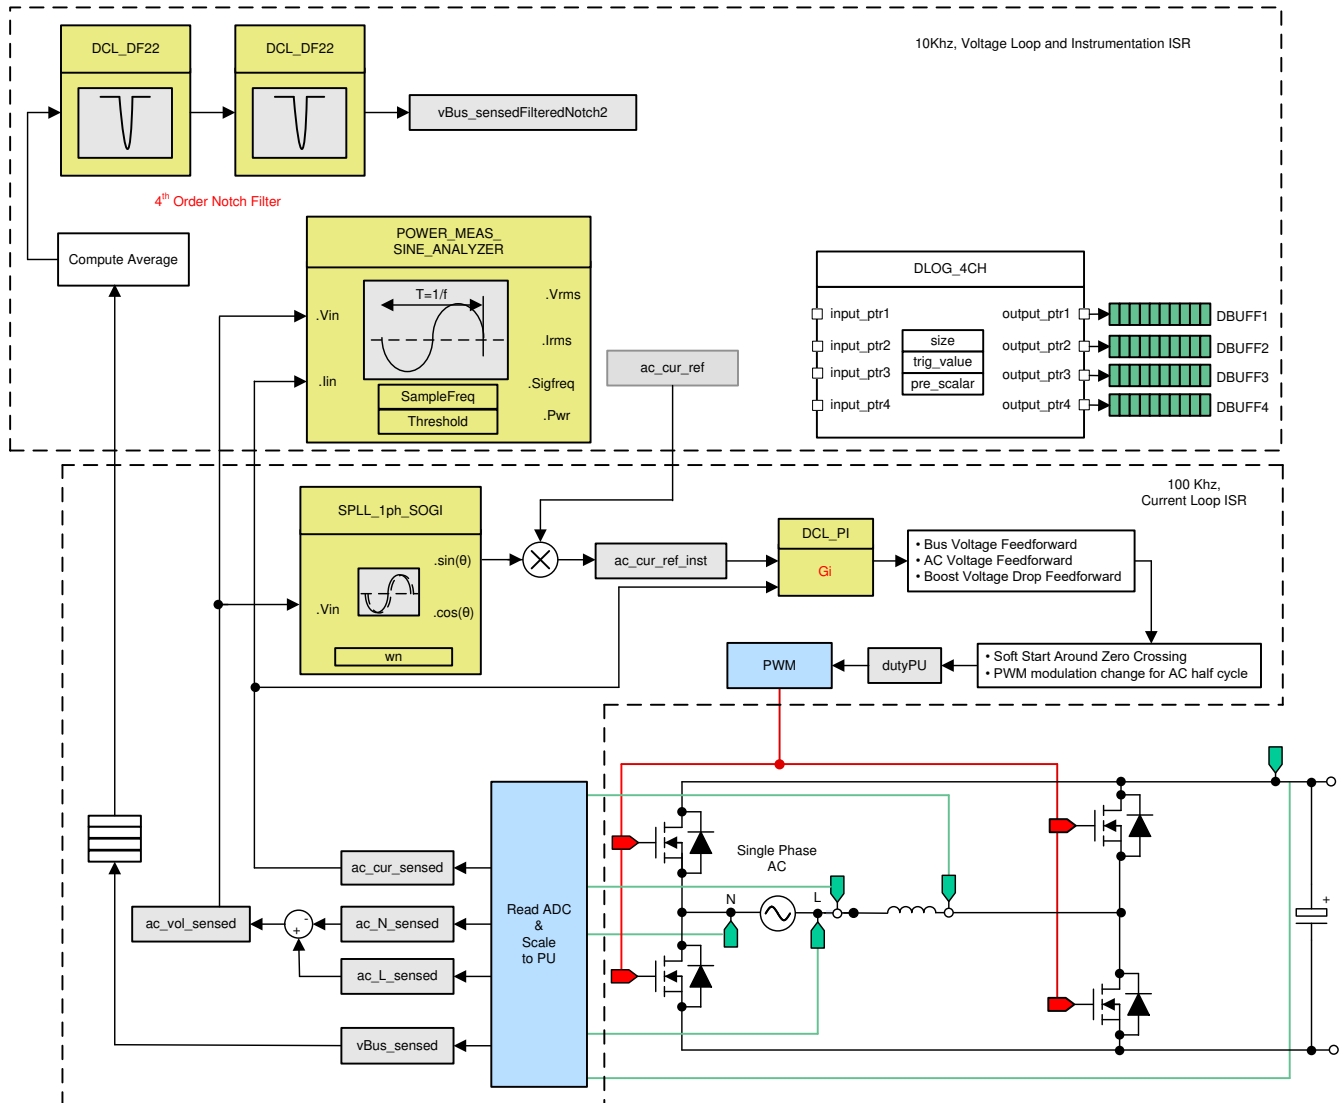 DCL_DF22
DCL_DF22
10Khz, Voltage Loop and Instrumentation ISR
vBus_sensedFilteredNotch2
4th Order Notch Filter
Compute Average
POWER_MEAS_
SINE_ANALYZER
T=1/f
.Vin
.Iin
.Vrms
.Irms
.Sigfreq
.Pwr
SampleFreq
Threshold
ac_cur_ref
DLOG_4CH
input_ptr1
input_ptr2
input_ptr3
input_ptr4
size
trig_value
pre_scalar
output_ptr1
output_ptr2
output_ptr3
output_ptr4
DBUFF1
DBUFF2
DBUFF3
DBUFF4
100 Khz,
Current Loop ISR
SPLL_1ph_SOGI
.Vin
.sin(θ)
.cos(θ)
wn
ac_cur_ref_inst
DCL_PI
Gi
• Bus Voltage Feedforward
• AC Voltage Feedforward
• Boost Voltage Drop Feedforward
• Soft Start Around Zero Crossing
• PWM modulation change for AC half cycle
dutyPU
PWM
Read ADC
&
Scale
to PU
ac_cur_sensed
ac_vol_sensed
-
+
ac_N_sensed
ac_L_sensed
vBus_sensed
Single Phase
AC
N
L
+